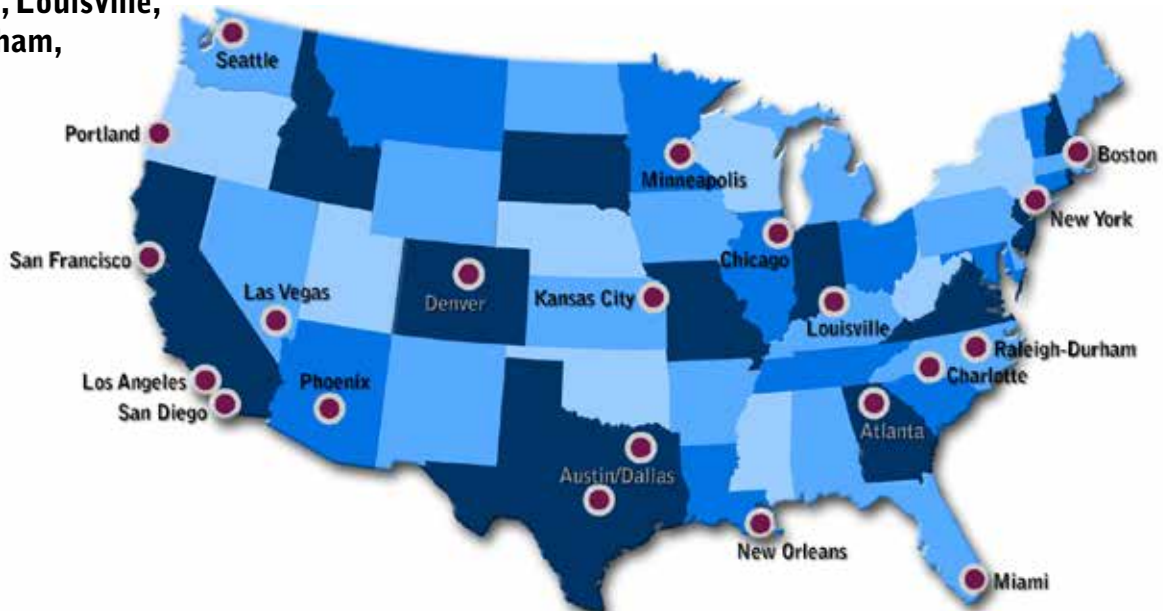 , Louisville,
ham,
Seattle
Portland
Minneapolis
Boston
New York
San Francisco
Chicago
Las Vegas
Denver
Kansas City
Louisville
Raleigh-Durham
Charlotte
Los Angeles
Phoenix
San Diego
Atlanta
Austin/Dallas
New Orleans
Miami